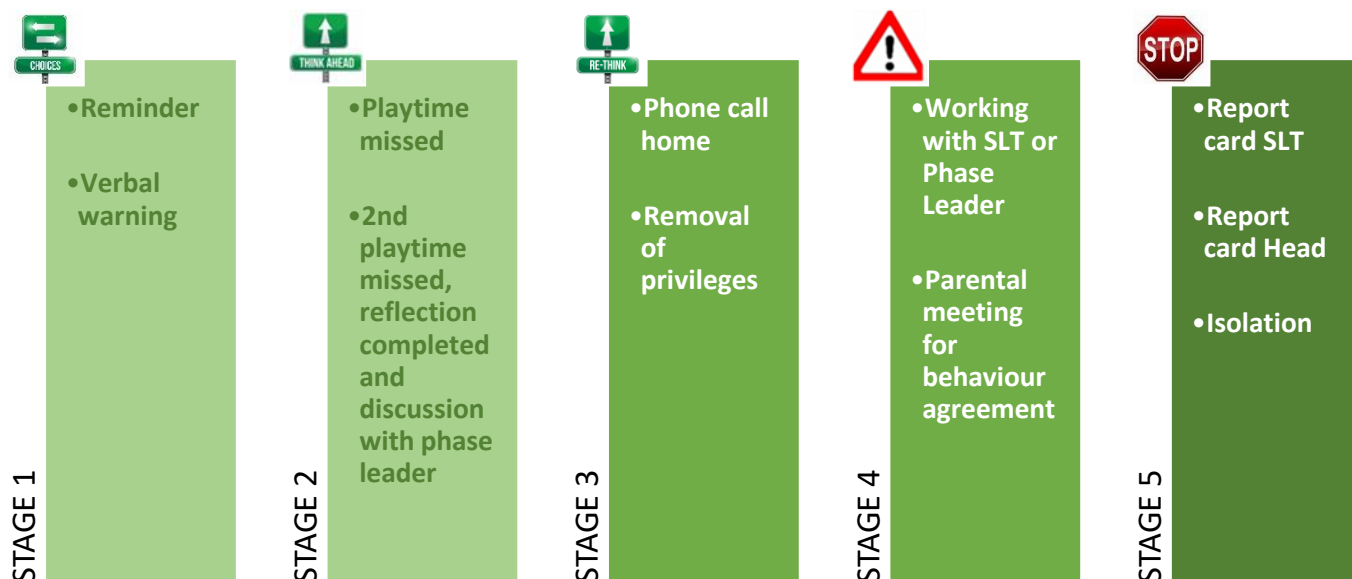 CHOICES
•Reminder
•Verbal
warning
STAGE 1
THINK AHEAD
•Playtime
missed
•2nd
playtime
missed,
reflection
completed
and
discussion
with phase
leader
STAGE 2
RE-THINK
•Phone call
home
•Removal
of
privileges
STAGE 3
!
•Working
with SLT or
Phase
Leader
•Parental
meeting
for
behaviour
agreement
STAGE 4
STOP
•Report
card SLT
•Report
card Head
•Isolation
STAGE 5